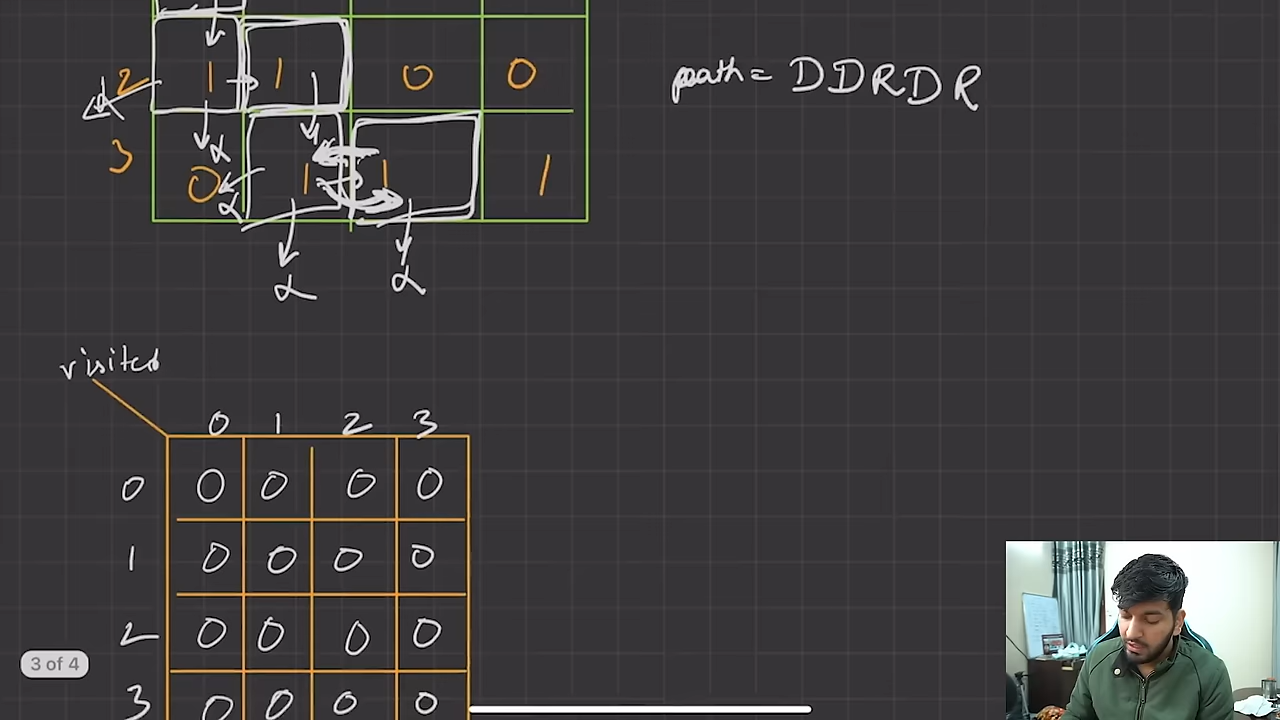 2 1 1 0 0
path = DDRDR
3 0 1 1 1
α α
α α
visited
0 1 2 3
0 0 0 0 0
1 0 0 0 0
2 0 0 0 0
3 0 0 0 0
3 of 4